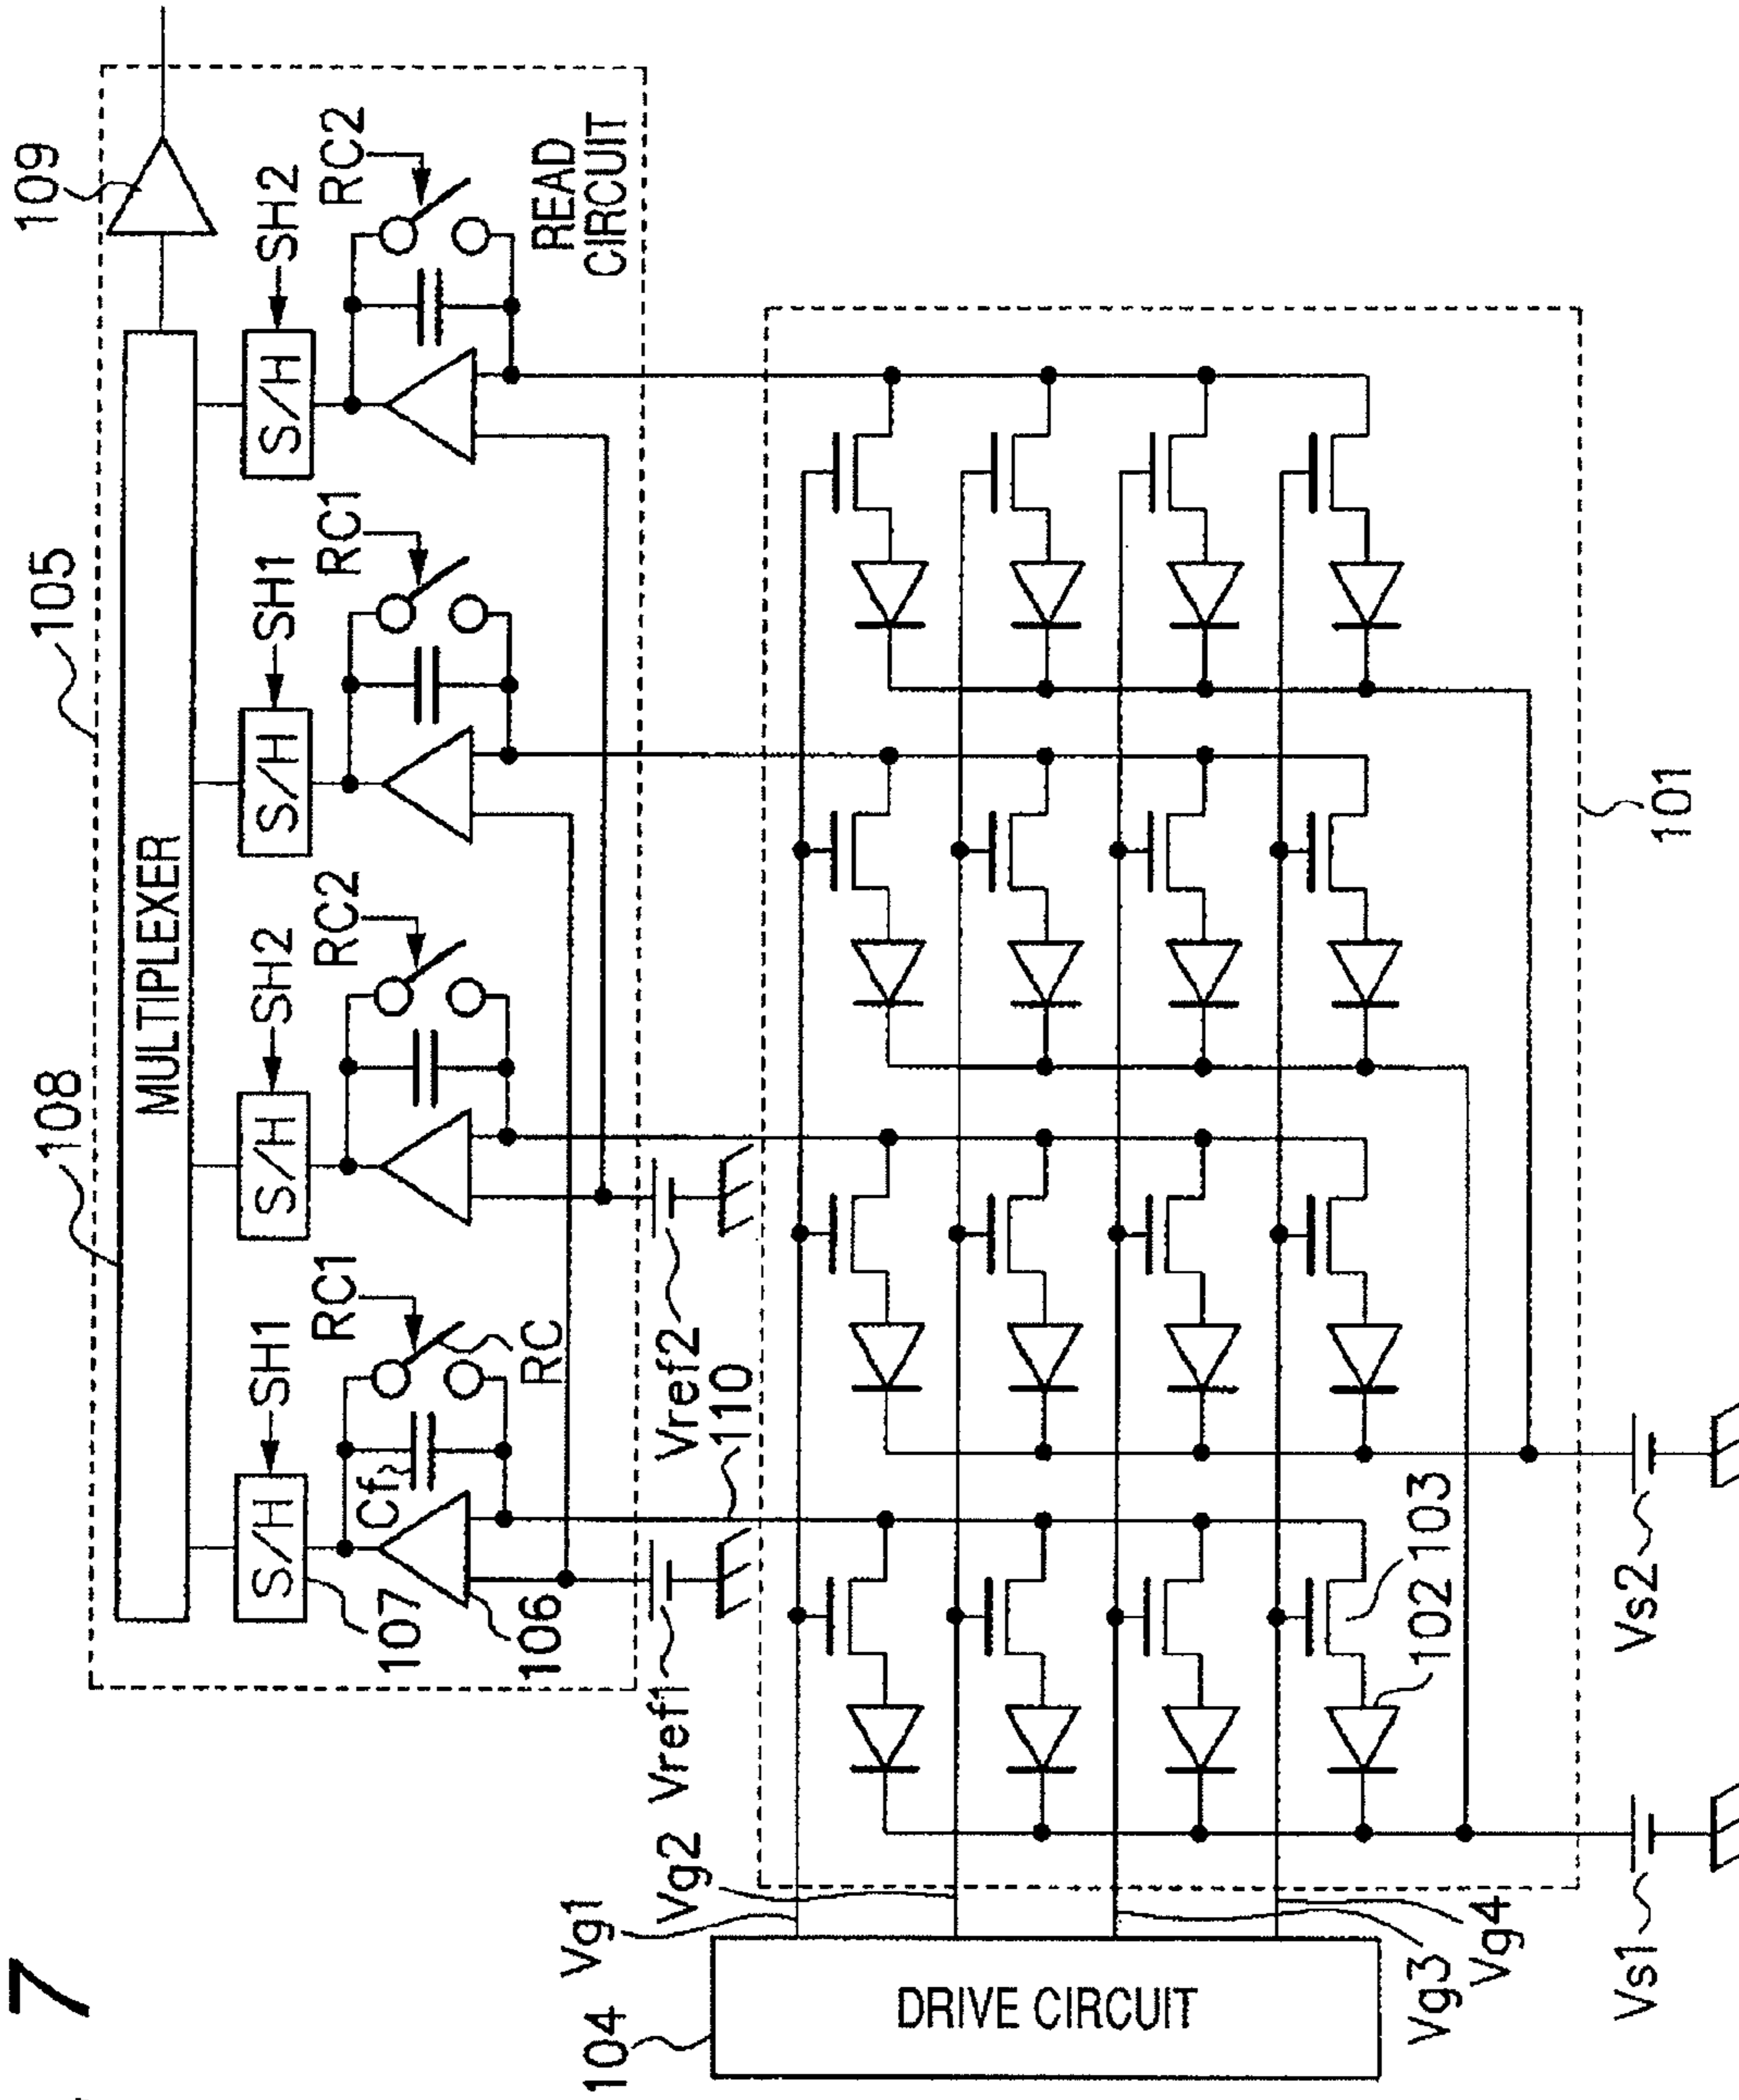 7
105
108
109
MULTIPLEXER
S/H
SH1
S/H
SH2
S/H
SH1
S/H
SH2
107
Cf
RC1
RC2
RC1
RC2
RC
106
READ
CIRCUIT
Vref1
Vref2
110
Vg1
Vg2
104
DRIVE CIRCUIT
Vg3
Vg4
102
103
101
Vs1
Vs2